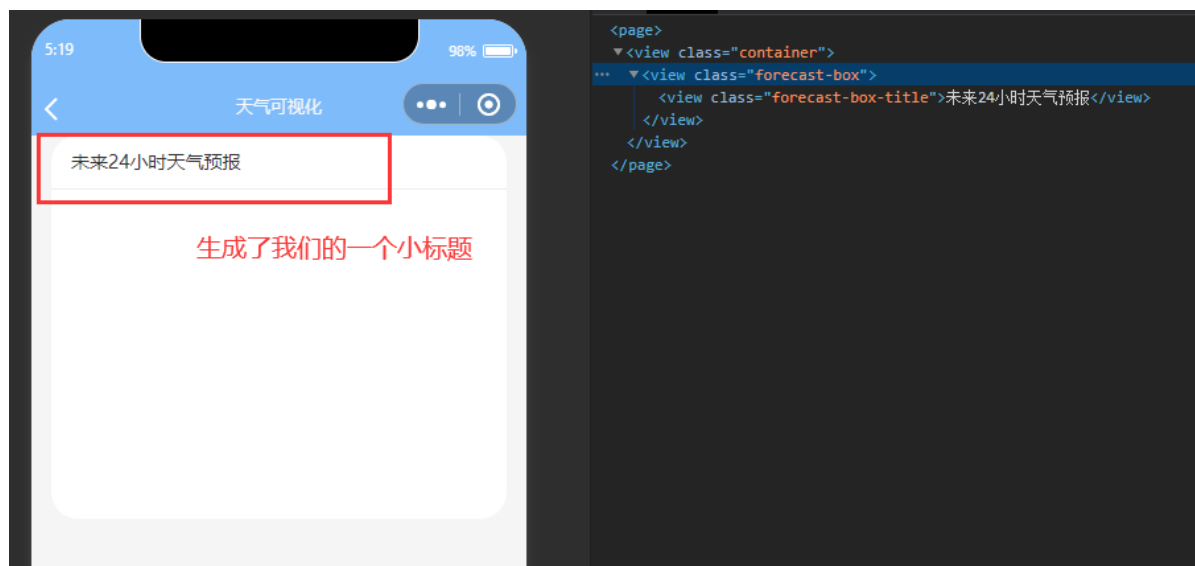 5:19
98%
天气可视化
未来24小时天气预报
生成了我们的一个小标题
<page>
▼<view class="container">
··· ▼<view class="forecast-box">
<view class="forecast-box-title">未来24小时天气预报</view>
</view>
</view>
</page>